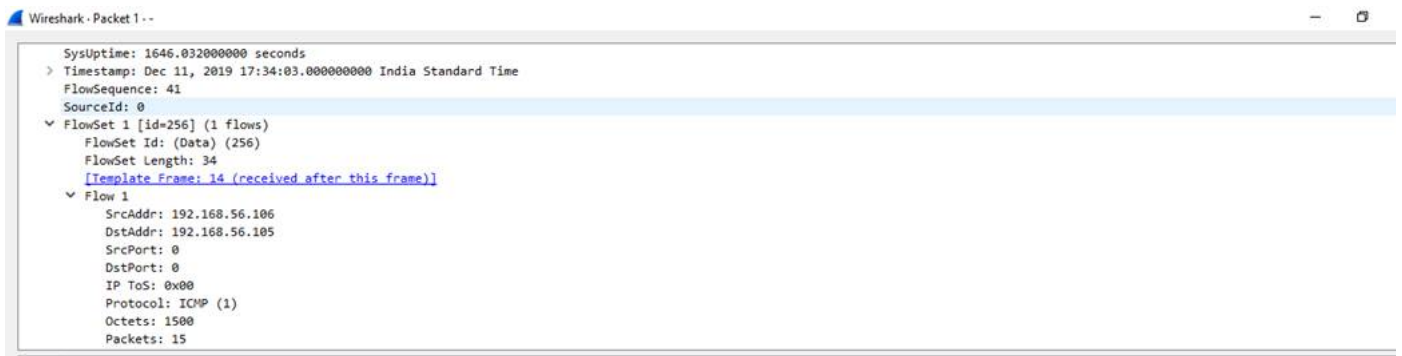 Wireshark · Packet 1 · -
SysUptime: 1646.032000000 seconds
Timestamp: Dec 11, 2019 17:34:03.000000000 India Standard Time
FlowSequence: 41
SourceId: 0
FlowSet 1 [id=256] (1 flows)
FlowSet Id: (Data) (256)
FlowSet Length: 34
[Template Frame: 14 (received after this frame)]
Flow 1
SrcAddr: 192.168.56.106
DstAddr: 192.168.56.105
SrcPort: 0
DstPort: 0
IP ToS: 0x00
Protocol: ICMP (1)
Octets: 1500
Packets: 15